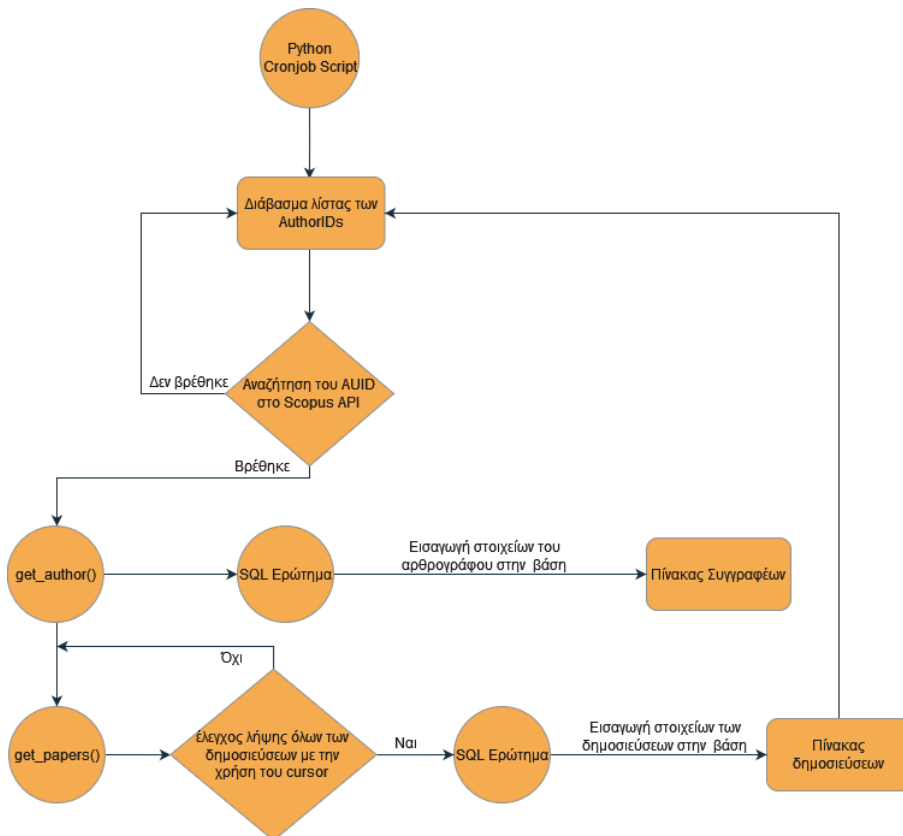 Python
Cronjob Script
Διάβασμα λίστας των
AuthorIDs
Δεν βρέθηκε
Αναζήτηση του AUID
στο Scopus API
Βρέθηκε
get_author()
SQL Ερώτημα
Εισαγωγή στοιχείων του
αρθρογράφου στην βάση
Πίνακας Συγγραφέων
Όχι
get_papers()
έλεγχος λήψης όλων των
δημοσιεύσεων με την
χρήση του cursor
Ναι
SQL Ερώτημα
Εισαγωγή στοιχείων των
δημοσιεύσεων στην βάση
Πίνακας
δημοσιεύσεων